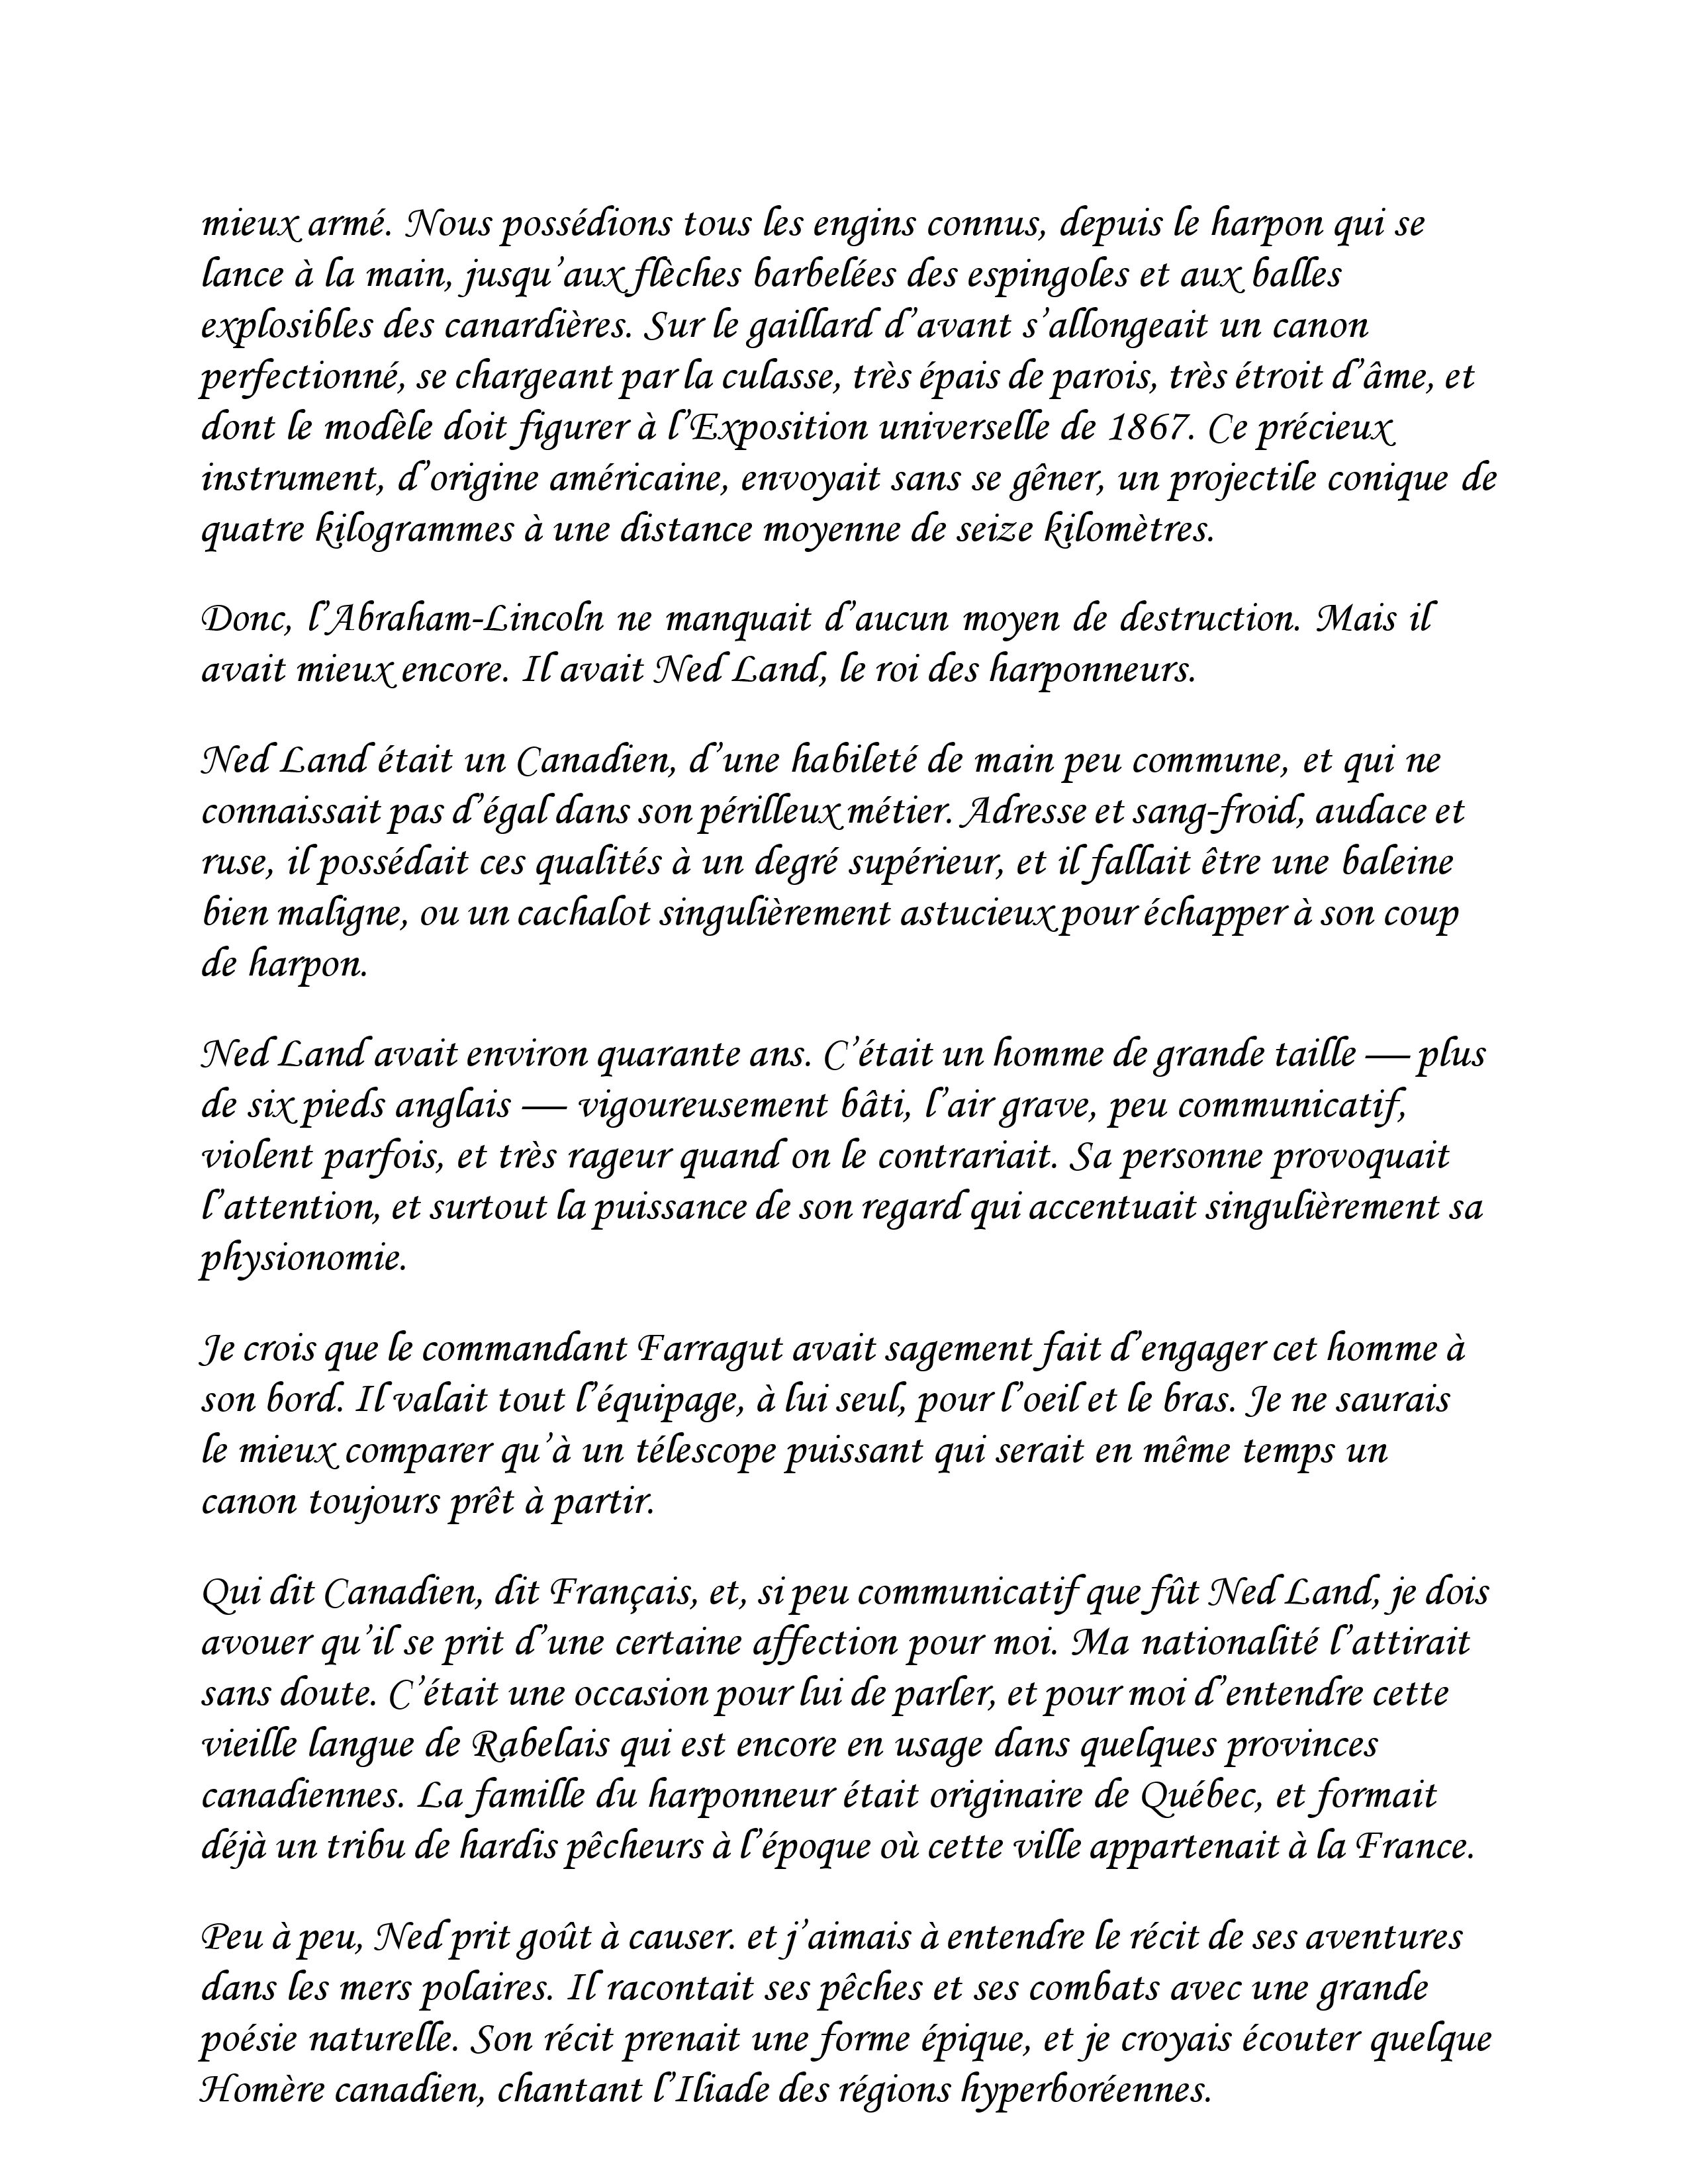 mieux armé. Nous possédions tous les engins connus, depuis le harpon qui se
lance à la main, jusqu’aux flèches barbelées des espingoles et aux balles
explosibles des canardières. Sur le gaillard d’avant s’allongeait un canon
perfectionné, se chargeant par la culasse, très épais de parois, très étroit d’âme, et
dont le modèle doit figurer à l’Exposition universelle de 1867. Ce précieux
instrument, d’origine américaine, envoyait sans se gêner, un projectile conique de
quatre kilogrammes à une distance moyenne de seize kilomètres.
Donc, l’Abraham-Lincoln ne manquait d’aucun moyen de destruction. Mais il
avait mieux encore. Il avait Ned Land, le roi des harponneurs.
Ned Land était un Canadien, d’une habileté de main peu commune, et qui ne
connaissait pas d’égal dans son périlleux métier. Adresse et sang-froid, audace et
ruse, il possédait ces qualités à un degré supérieur, et il fallait être une baleine
bien maligne, ou un cachalot singulièrement astucieux pour échapper à son coup
de harpon.
Ned Land avait environ quarante ans. C’était un homme de grande taille — plus
de six pieds anglais — vigoureusement bâti, l’air grave, peu communicatif,
violent parfois, et très rageur quand on le contrariait. Sa personne provoquait
l’attention, et surtout la puissance de son regard qui accentuait singulièrement sa
physionomie.
Je crois que le commandant Farragut avait sagement fait d’engager cet homme à
son bord. Il valait tout l’équipage, à lui seul, pour l’oeil et le bras. Je ne saurais
le mieux comparer qu’à un télescope puissant qui serait en même temps un
canon toujours prêt à partir.
Qui dit Canadien, dit Français, et, si peu communicatif que fût Ned Land, je dois
avouer qu’il se prit d’une certaine affection pour moi. Ma nationalité l’attirait
sans doute. C’était une occasion pour lui de parler, et pour moi d’entendre cette
vieille langue de Rabelais qui est encore en usage dans quelques provinces
canadiennes. La famille du harponneur était originaire de Québec, et formait
déjà un tribu de hardis pêcheurs à l’époque où cette ville appartenait à la France.
Peu à peu, Ned prit goût à causer. et j’aimais à entendre le récit de ses aventures
dans les mers polaires. Il racontait ses pêches et ses combats avec une grande
poésie naturelle. Son récit prenait une forme épique, et je croyais écouter quelque
Homère canadien, chantant l’Iliade des régions hyperboréennes.